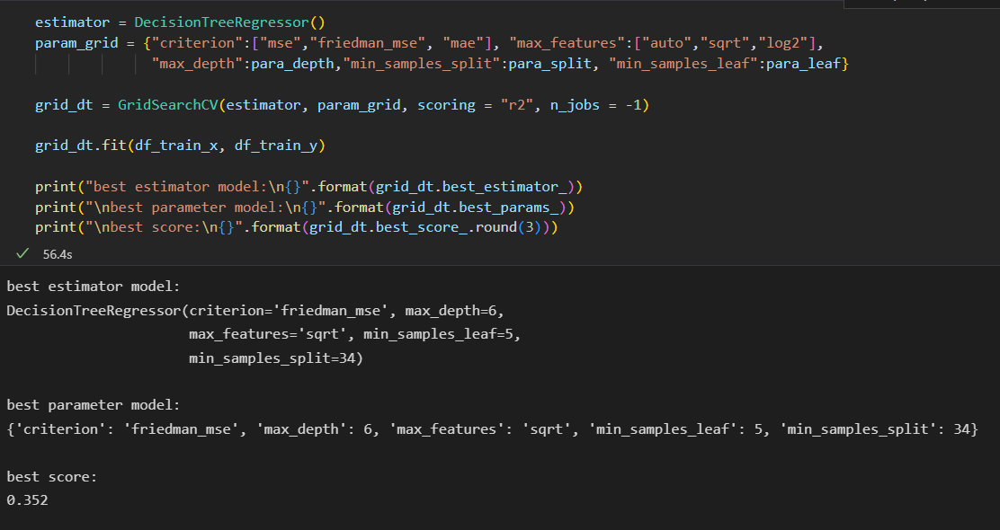 estimator = DecisionTreeRegressor()
param_grid = {"criterion":["mse","friedman_mse", "mae"], "max_features":["auto","sqrt","log2"],
"max_depth":para_depth,"min_samples_split":para_split, "min_samples_leaf":para_leaf}
grid_dt = GridSearchCV(estimator, param_grid, scoring = "r2", n_jobs = -1)
grid_dt.fit(df_train_x, df_train_y)
print("best estimator model:\n{}".format(grid_dt.best_estimator_))
print("\nbest parameter model:\n{}".format(grid_dt.best_params_))
print("\nbest score:\n{}".format(grid_dt.best_score_.round(3)))
56.4s
best estimator model:
DecisionTreeRegressor(criterion='friedman_mse', max_depth=6,
max_features='sqrt', min_samples_leaf=5,
min_samples_split=34)
best parameter model:
{'criterion': 'friedman_mse', 'max_depth': 6, 'max_features': 'sqrt', 'min_samples_leaf': 5, 'min_samples_split': 34}
best score:
0.352